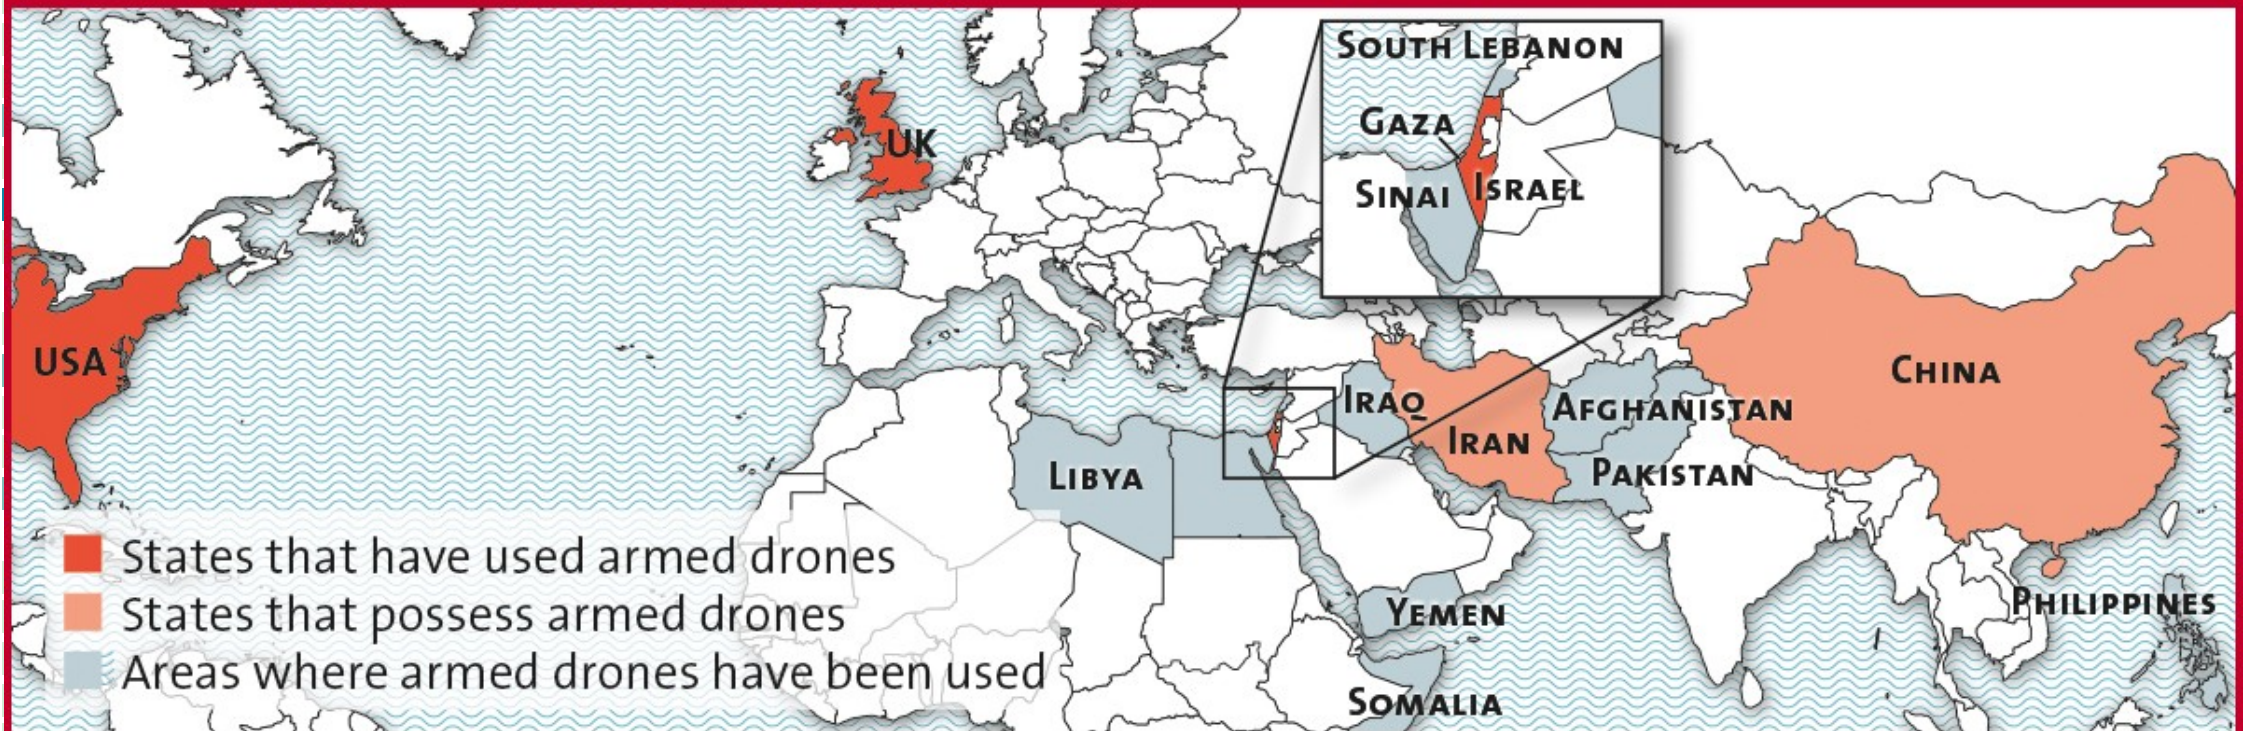 SOUTH LEBANON
GAZA
SINAI
ISRAEL
UK
USA
CHINA
IRAQ
AFGHANISTAN
IRAN
LIBYA
PAKISTAN
YEMEN
PHILIPPINES
SOMALIA
States that have used armed drones
States that possess armed drones
Areas where armed drones have been used